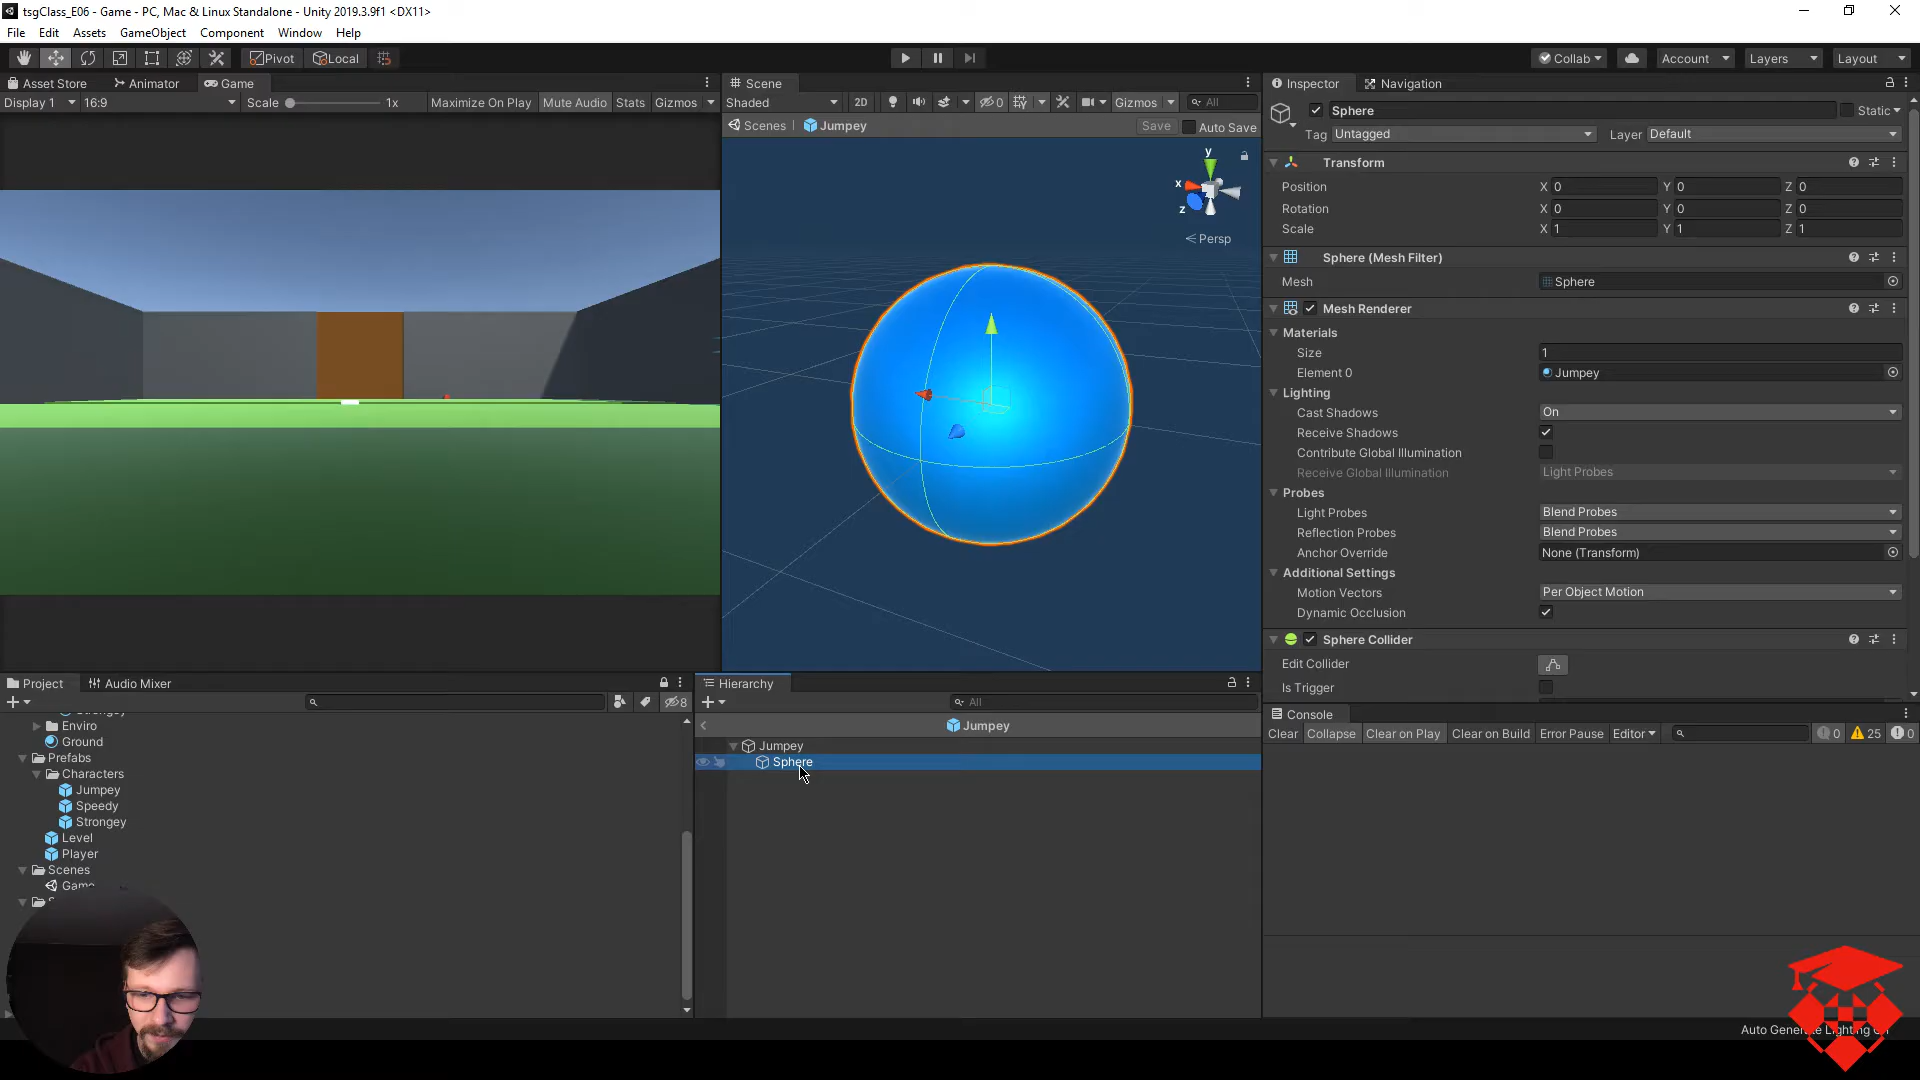 tsgClass_E06 - Game - PC, Mac & Linux Standalone - Unity 2019.3.9f1 <DX11>
File Edit Assets GameObject Component Window Help
Pivot Local Collab Account Layers Layout
Asset Store Animator Game
Display 1 16:9 Scale 1x Maximize On Play Mute Audio Stats Gizmos
Scene
Shaded 2D 0 Gizmos All
Scenes Jumpey Save Auto Save
y
x
z
Persp
Inspector Navigation
Sphere Static
Tag Untagged Layer Default
Transform
Position X 0 Y 0 Z 0
Rotation X 0 Y 0 Z 0
Scale X 1 Y 1 Z 1
Sphere (Mesh Filter)
Mesh Sphere
Mesh Renderer
Materials
Size 1
Element 0 Jumpey
Lighting
Cast Shadows On
Receive Shadows
Contribute Global Illumination
Receive Global Illumination Light Probes
Probes
Light Probes Blend Probes
Reflection Probes Blend Probes
Anchor Override None (Transform)
Additional Settings
Motion Vectors Per Object Motion
Dynamic Occlusion
Sphere Collider
Edit Collider
Is Trigger
Project Audio Mixer
8
Enviro
Ground
Prefabs
Characters
Jumpey
Speedy
Strongey
Level
Player
Scenes
Game
Hierarchy
All
Jumpey
Jumpey
Sphere
Console
Clear Collapse Clear on Play Clear on Build Error Pause Editor 0 25 0
Auto Generate Lighting On